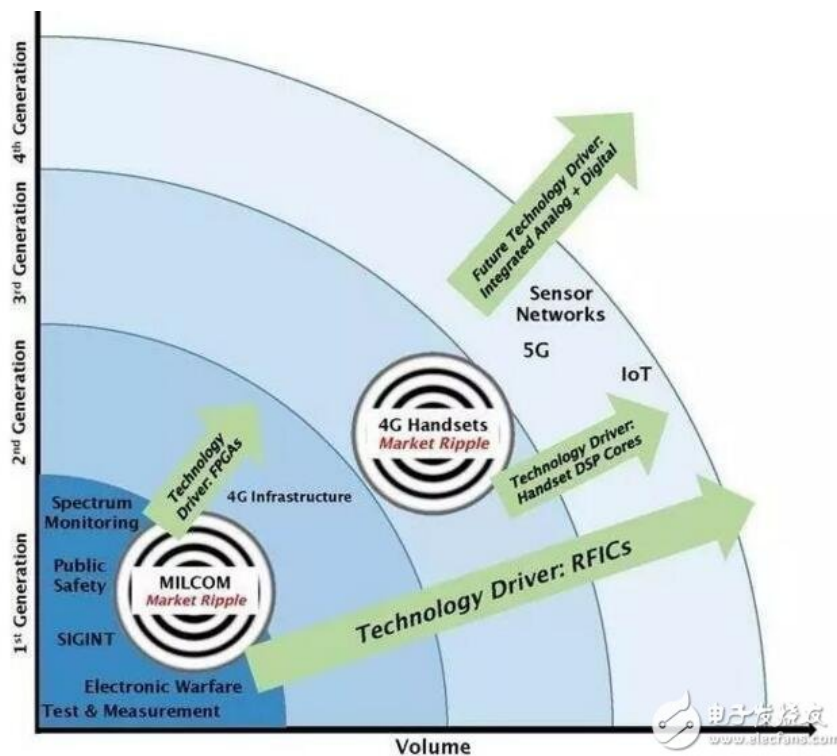 4th Generation
3rd Generation
2nd Generation
1st Generation
Future Technology Driver:
Integrated Analog + Digital
Sensor
Networks
5G
IoT
4G Handsets
Market Ripple
Technology Driver:
Handset DSP Cores
Technology
Driver: FPGAs
4G Infrastructure
Spectrum
Monitoring
Public
Safety
MILCOM
Market Ripple
SIGINT
Technology Driver: RFICs
Electronic Warfare
Test & Measurement
Volume
电子发烧友
www.elecfans.com